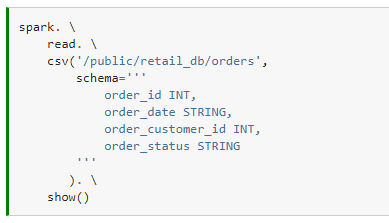 spark. \
    read. \
    csv('/public/retail_db/orders',
        schema='''
            order_id INT,
            order_date STRING,
            order_customer_id INT,
            order_status STRING
        '''
       ). \
    show()